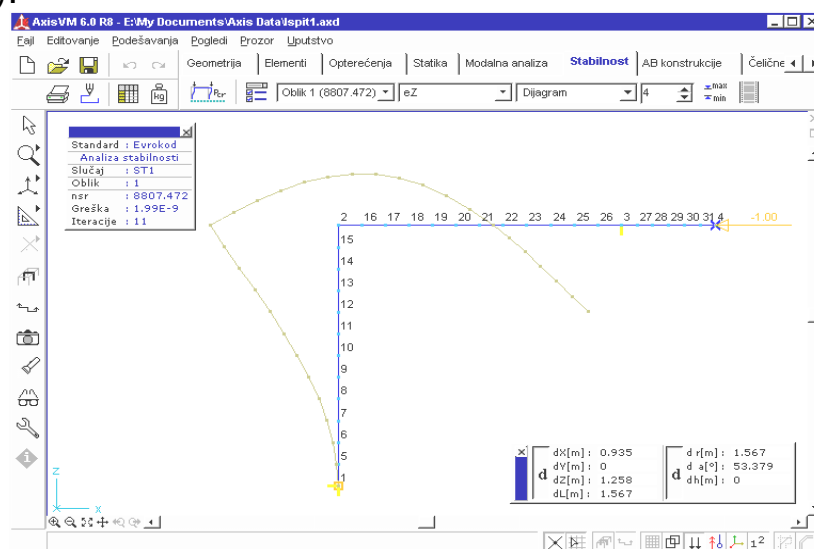 AxisVM 6.0 R8 - E:\My Documents\Axis Data\Ispit1.axd
Fajl Editovanje Podešavanja Pogledi Prozor Uputstvo
Geometrija Elementi Opterećenja Statika Modalna analiza Stabilnost AB konstrukcije Čelične
Pcr Oblik 1 (8807.472) eZ Dijagram 4 max min
kg
Standard : Evrokod
Analiza stabilnosti
Slučaj : ST1
Oblik : 1
nsr : 8807.472
Greška : 1.99E-9
Iteracije : 11
2 16 17 18 19 20 21 22 23 24 25 26 3 27 28 29 30 31 4 -1.00
15
14
13
12
11
10
9
8
7
6
5
1
Z
X
d dX[m]: 0.935
dY[m]: 0
dZ[m]: 1.258
dL[m]: 1.567
d d r[m]: 1.567
d a[°]: 53.379
dh[m]: 0
1²